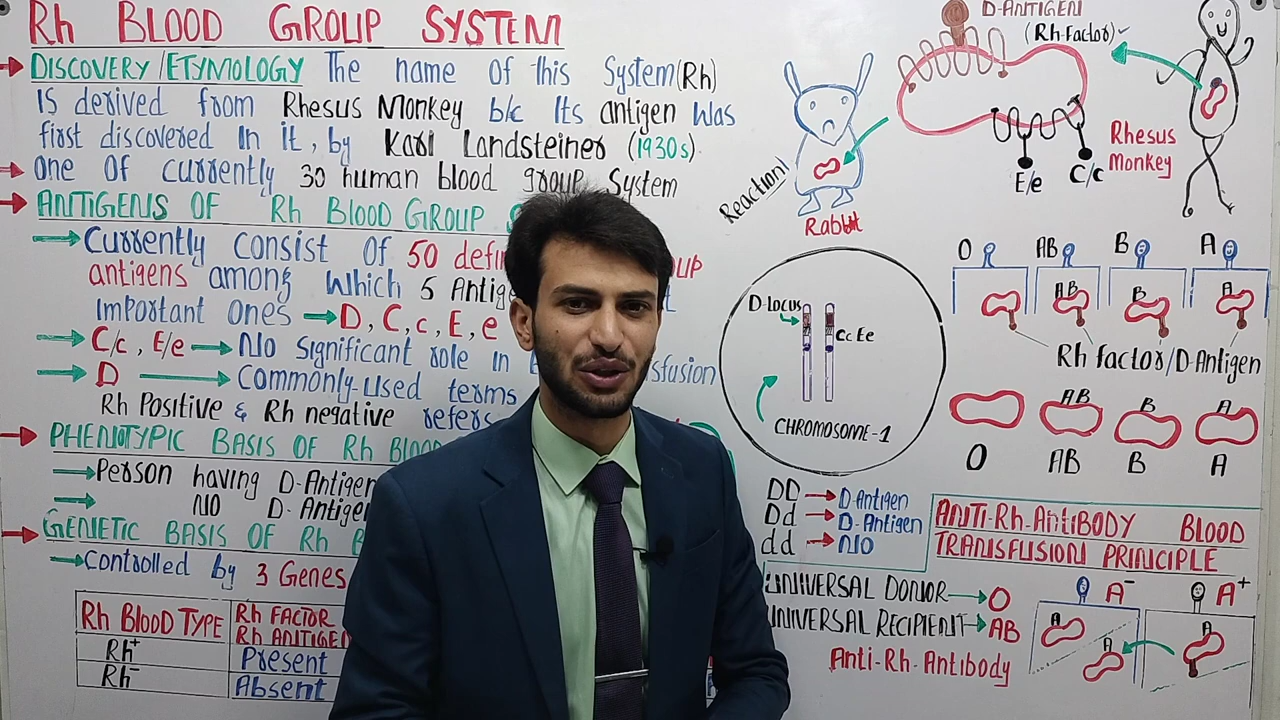 Rh BLOOD GROUP SYSTEM
DISCOVERY/ETYMOLOGY The name of this System (Rh)
is derived from Rhesus Monkey b/c Its antigen was
first discovered in it, by Karl Landsteiner (1930s)
One of currently 30 human blood group System
ANTIGENS OF Rh BLOOD GROUP
Currently consist of 50
antigens among which 5
important ones → D, C, c, E, e
C/c, E/e → No significant role in
D → Commonly-used terms
Rh Positive & Rh negative refers
PHENOTYPIC BASIS OF Rh
Person having D-Antigen
NO D-Antigen
GENETIC BASIS OF Rh
Controlled by 3 Genes
Rh BLOOD TYPE
Rh FACTOR
Rh ANTIGEN
Rh+
Present
Rh-
Absent
D-ANTIGEN
(Rh-Factor)
E/e
C/c
Rhesus
Monkey
Reaction!
Rabbit
O AB B A
AB B A
Rh Factor/D-Antigen
AB B A
O AB B A
D-Locus
Cc Ee
CHROMOSOME-1
DD → D-Antigen
Dd → D-Antigen
dd → NO
ANTI-Rh-ANTIBODY BLOOD
TRANSFUSION PRINCIPLE
UNIVERSAL DONOR → O
UNIVERSAL RECIPIENT → AB
Anti-Rh-Antibody
A- A+
A A A